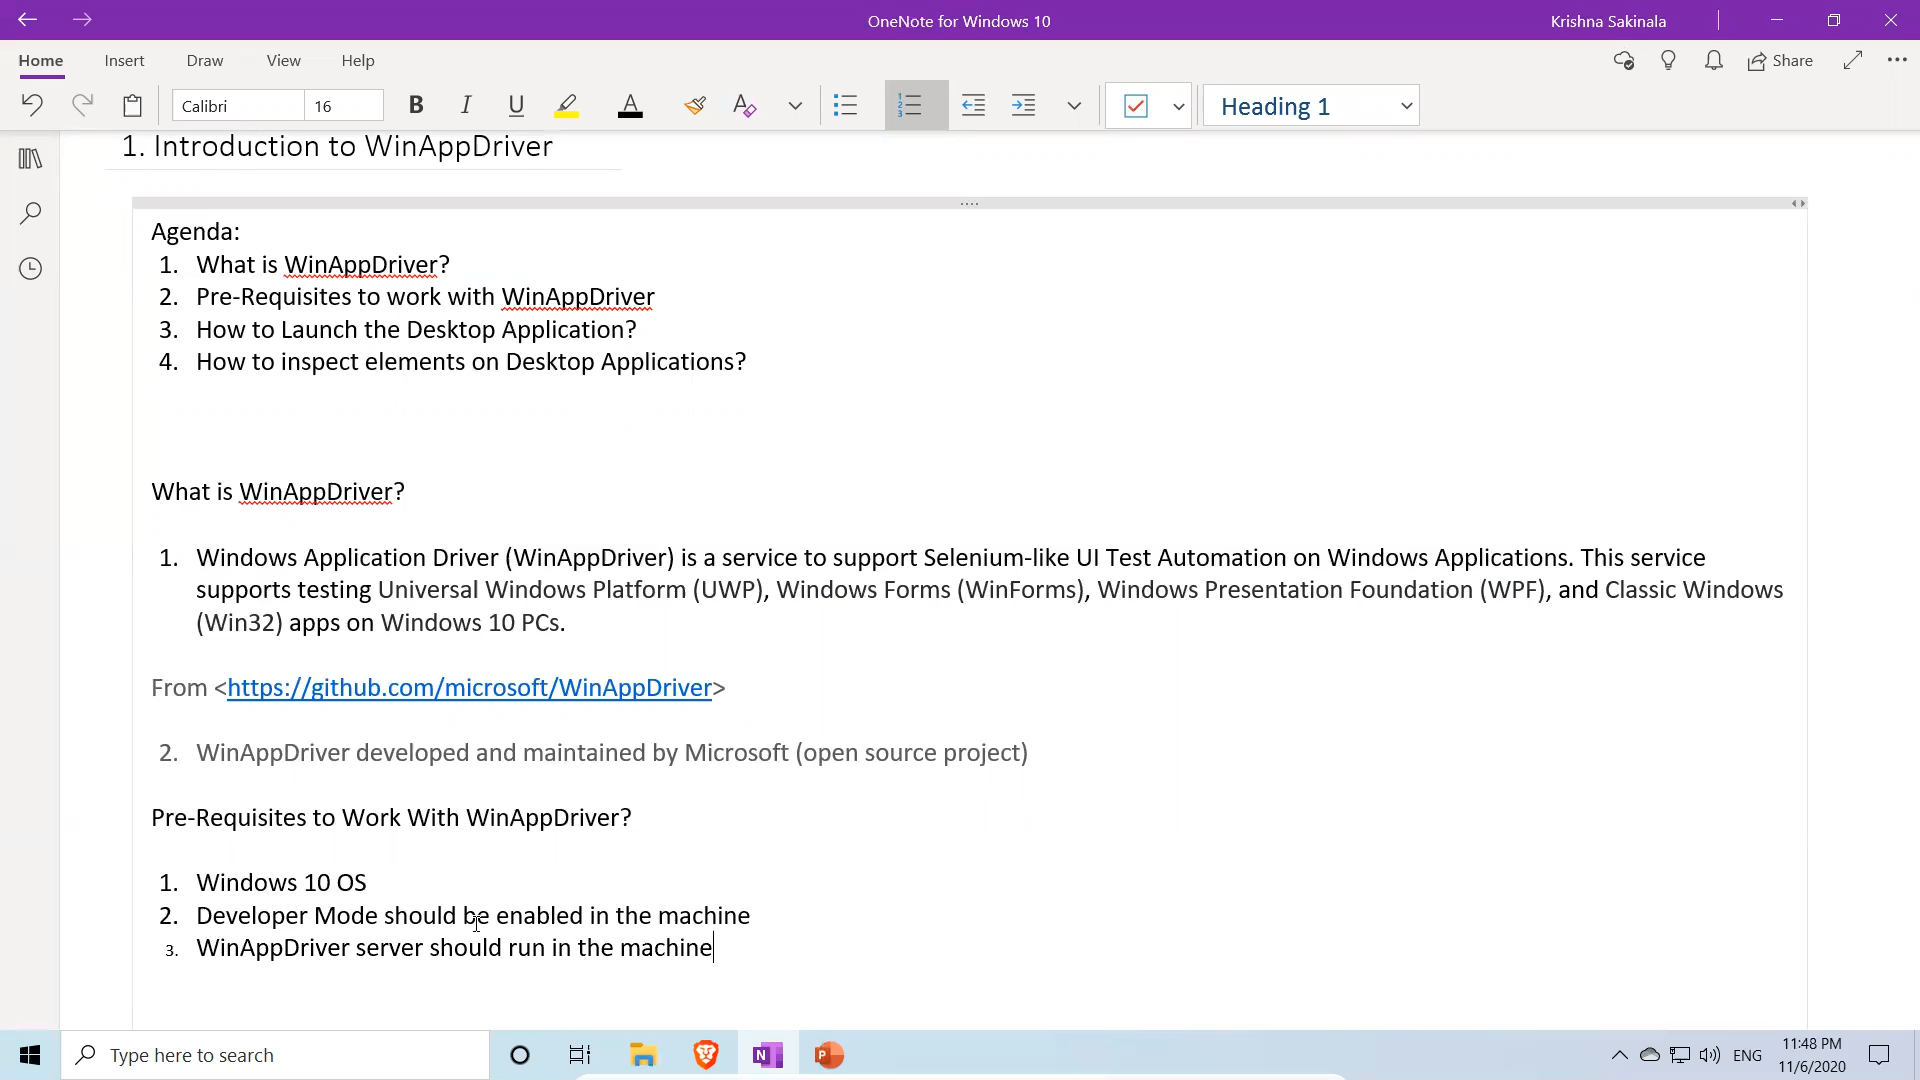 OneNote for Windows 10
Krishna Sakinala
Home Insert Draw View Help
Share
Calibri 16 B I U A A Heading 1
1. Introduction to WinAppDriver
Agenda:
1. What is WinAppDriver?
2. Pre-Requisites to work with WinAppDriver
3. How to Launch the Desktop Application?
4. How to inspect elements on Desktop Applications?
What is WinAppDriver?
1. Windows Application Driver (WinAppDriver) is a service to support Selenium-like UI Test Automation on Windows Applications. This service
supports testing Universal Windows Platform (UWP), Windows Forms (WinForms), Windows Presentation Foundation (WPF), and Classic Windows
(Win32) apps on Windows 10 PCs.
From <https://github.com/microsoft/WinAppDriver>
2. WinAppDriver developed and maintained by Microsoft (open source project)
Pre-Requisites to Work With WinAppDriver?
1. Windows 10 OS
2. Developer Mode should be enabled in the machine
3. WinAppDriver server should run in the machine
Type here to search
N
P
ENG
11:48 PM
11/6/2020